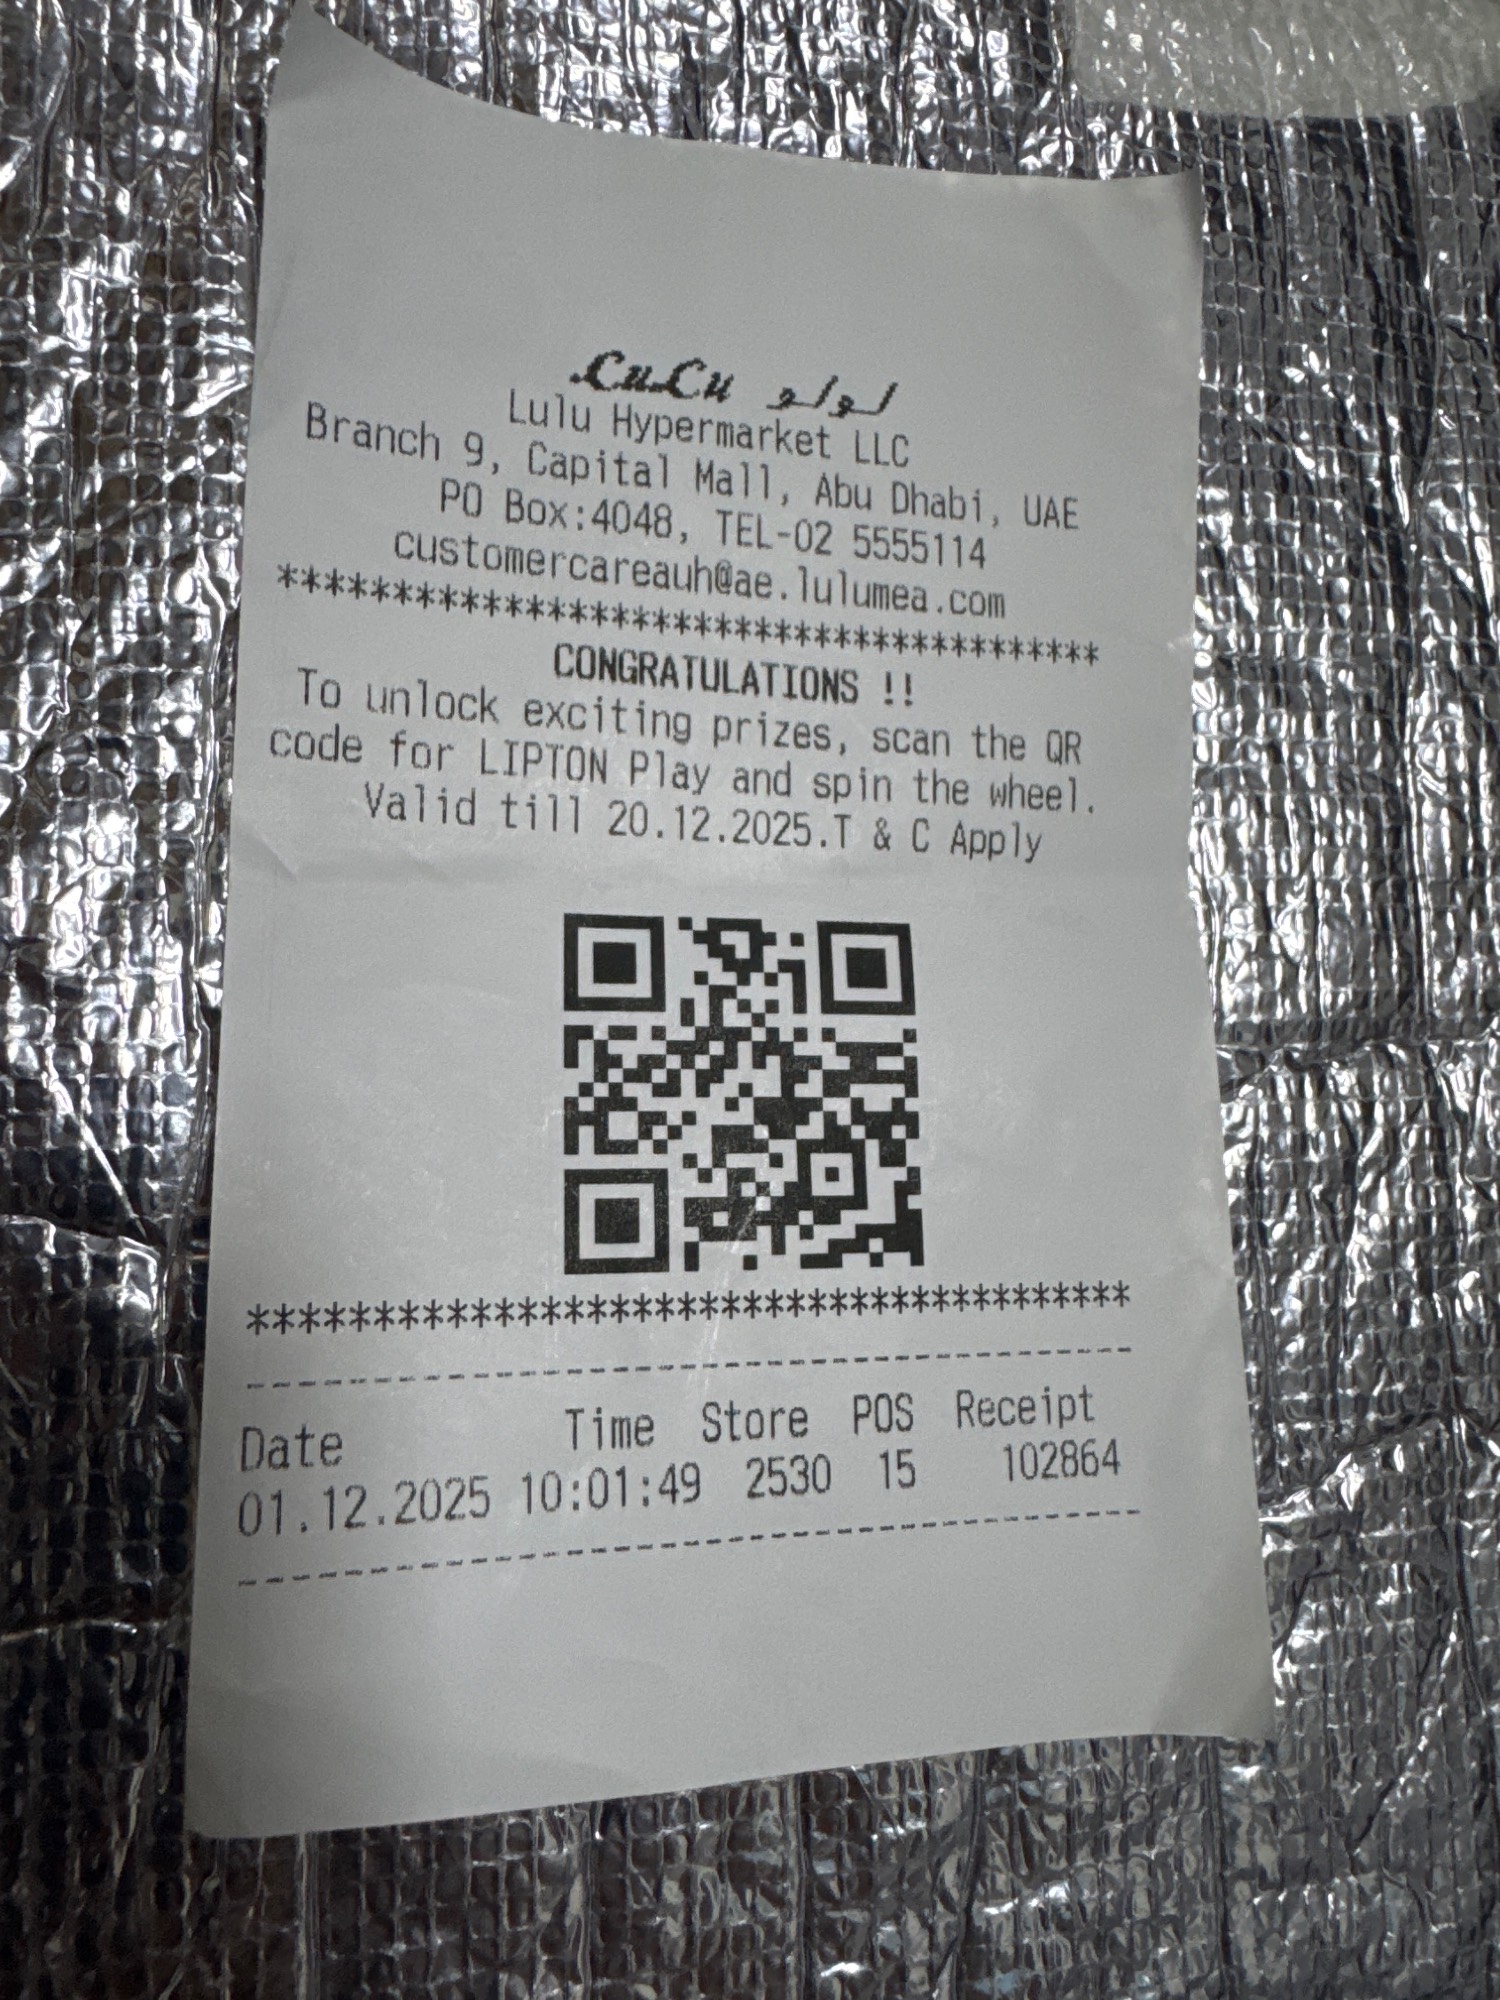 LuLu لولو
Lulu Hypermarket LLC
Branch 9, Capital Mall, Abu Dhabi, UAE
PO Box:4048, TEL-02 5555114
customercareauh@ae.lulumea.com
***********************************
CONGRATULATIONS !!
To unlock exciting prizes, scan the QR
code for LIPTON Play and spin the wheel.
Valid till 20.12.2025.T & C Apply
***********************************
-----------------------------------
Date Time Store POS Receipt
01.12.2025 10:01:49 2530 15 102864
-----------------------------------